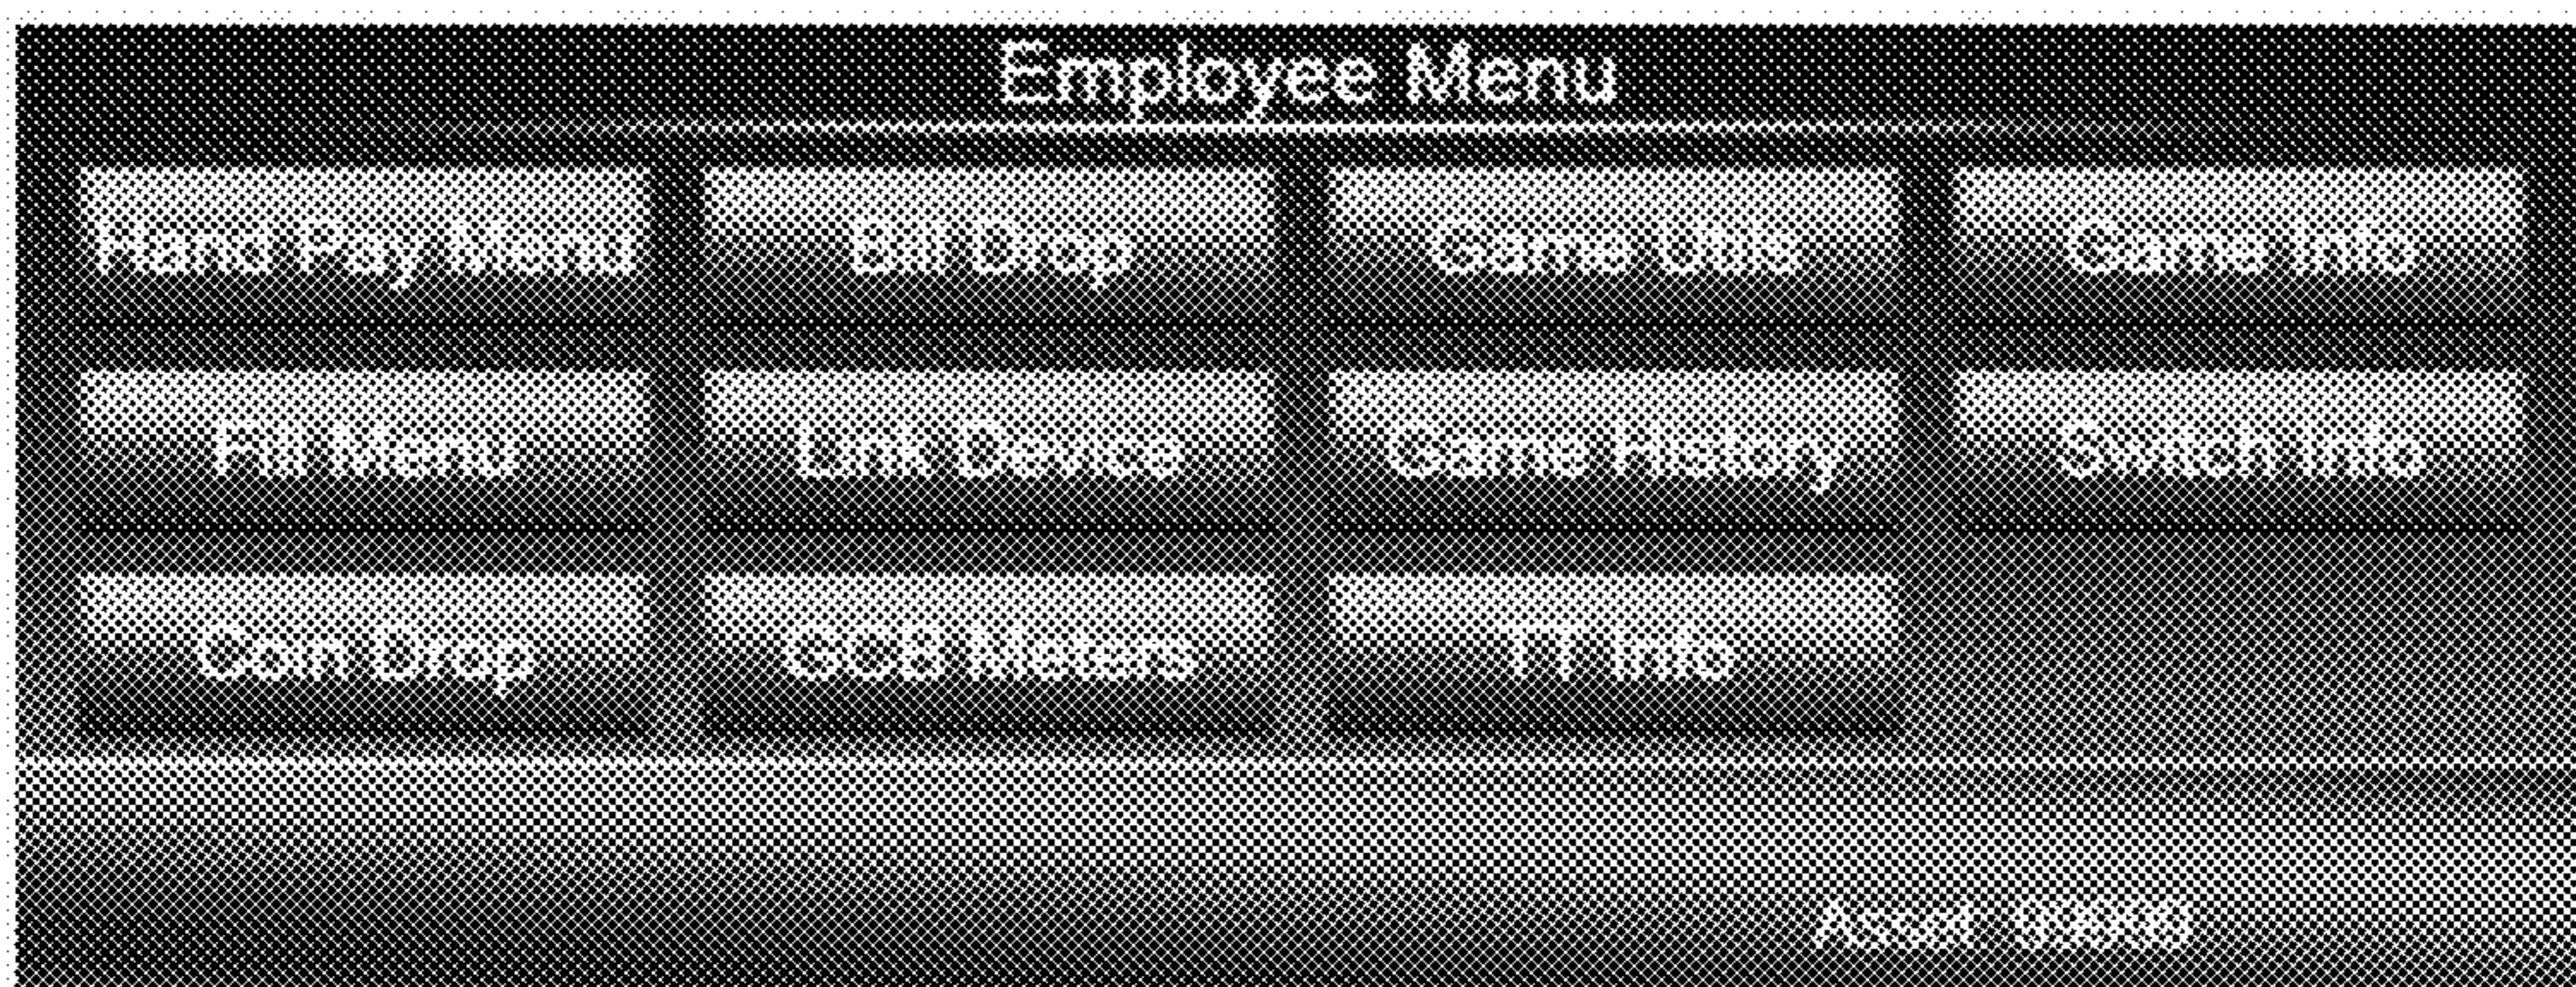 Employee Menu
Hand Pay Menu Bill Drop Game Utils Game Info
Fill Menu Link Device Game History Switch Info
Coin Drop GCB Meters TT Info
Asset